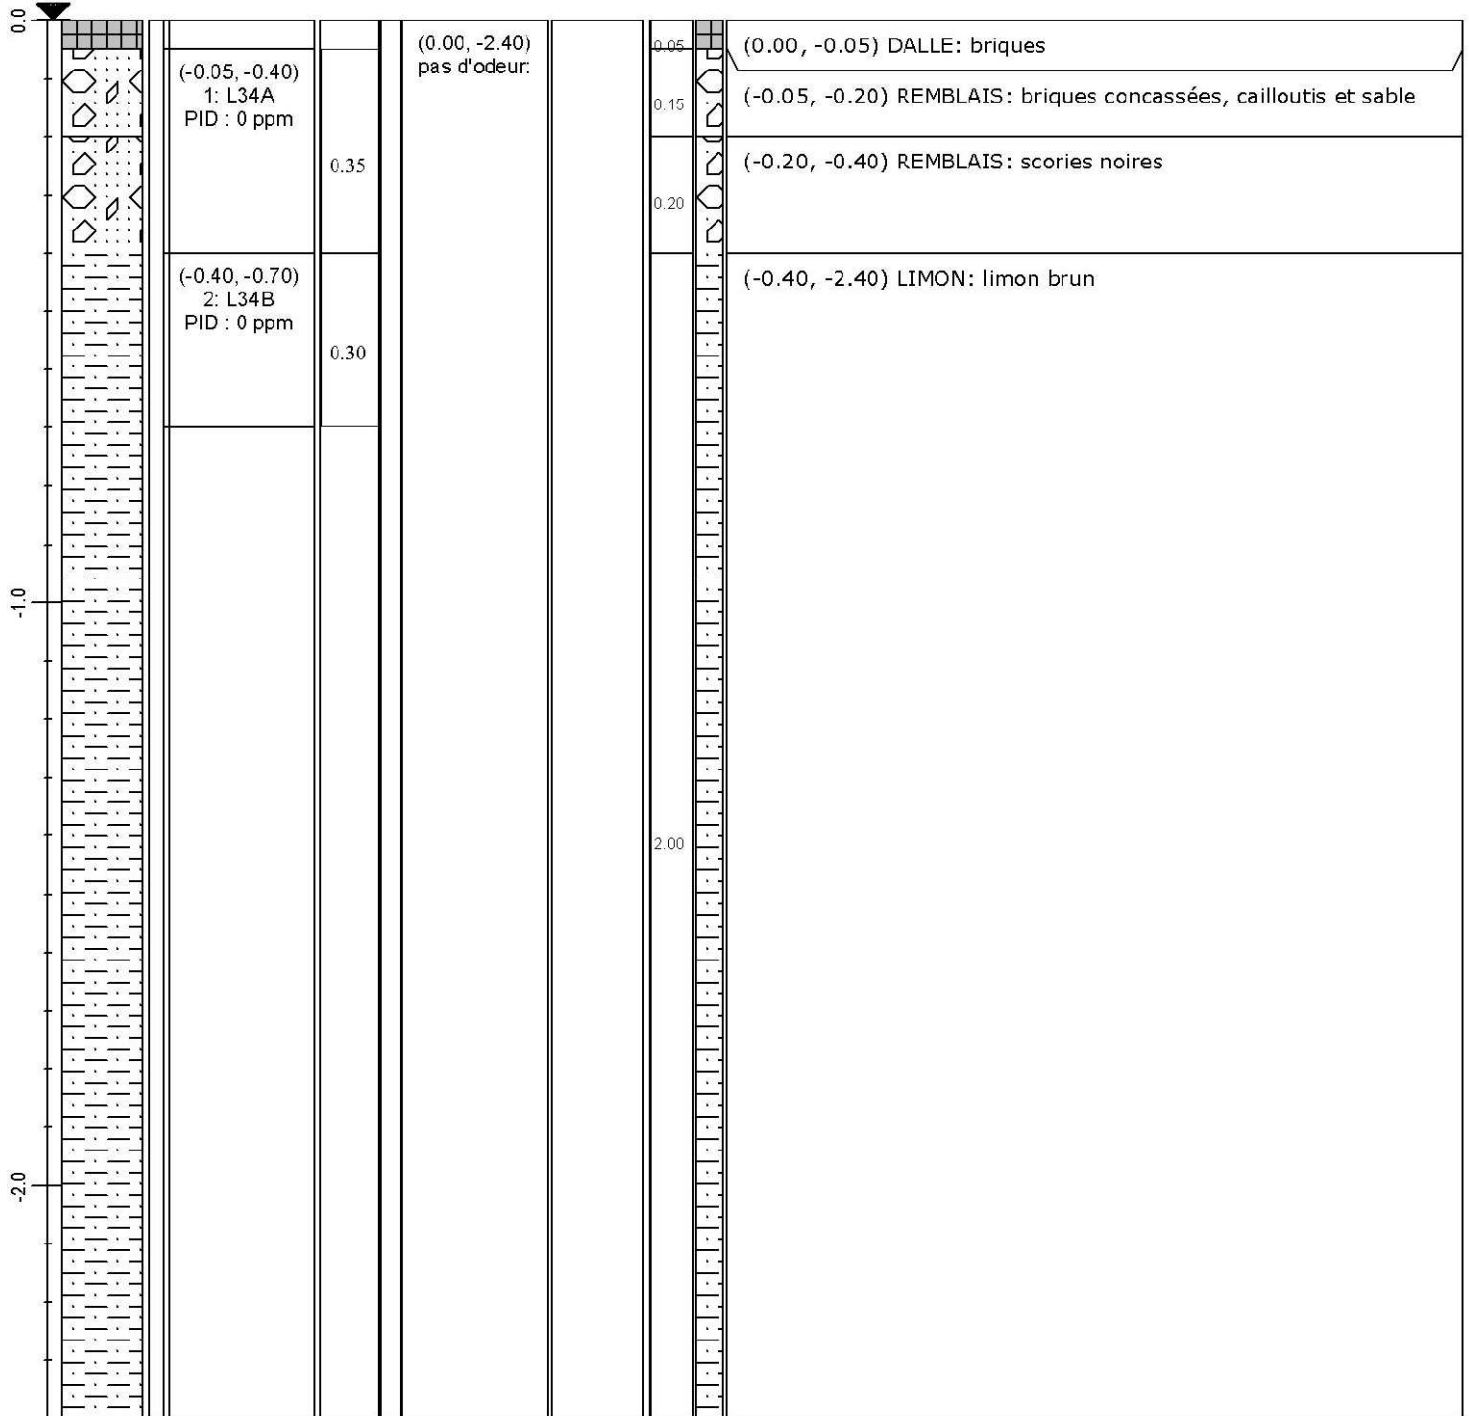 0.0
-1.0
-2.0
(-0.05, -0.40)
1: L34A
PID : 0 ppm
(-0.40, -0.70)
2: L34B
PID : 0 ppm
0.35
0.30
(0.00, -2.40)
pas d'odeur:
0.05
0.15
0.20
2.00
(0.00, -0.05) DALLE: briques
(-0.05, -0.20) REMBLAIS: briques concassées, cailloutis et sable
(-0.20, -0.40) REMBLAIS: scories noires
(-0.40, -2.40) LIMON: limon brun